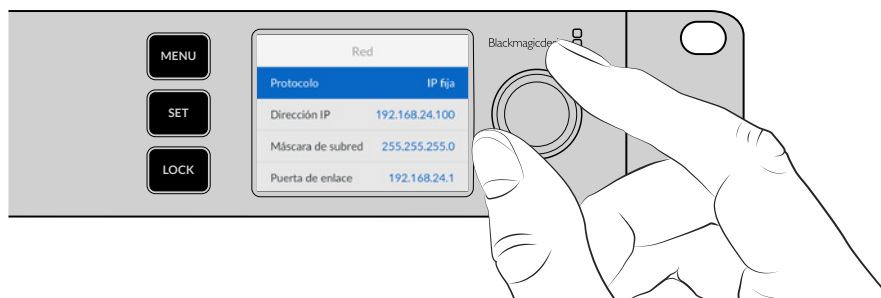 MENU
SET
LOCK
Red
Protocolo IP fija
Dirección IP 192.168.24.100
Máscara de subred 255.255.255.0
Puerta de enlace 192.168.24.1